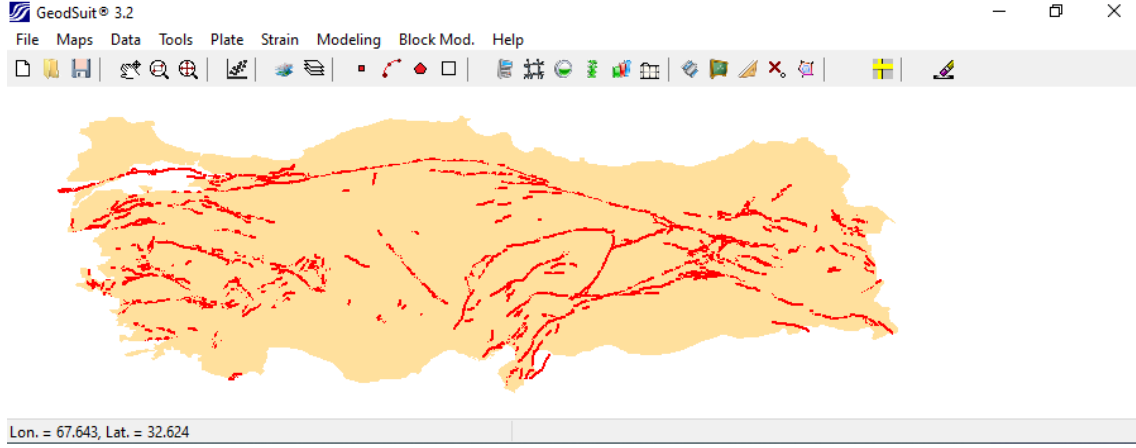 GeodSuit® 3.2
File Maps Data Tools Plate Strain Modeling Block Mod. Help
Lon. = 67.643, Lat. = 32.624